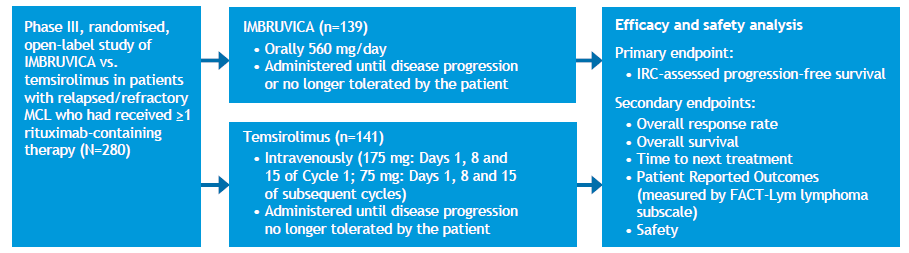 Phase III, randomised,
open-label study of
IMBRUVICA vs.
temsirolimus in patients
with relapsed/refractory
MCL who had received ≥1
rituximab-containing
therapy (N=280)
IMBRUVICA (n=139)
• Orally 560 mg/day
• Administered until disease progression
or no longer tolerated by the patient
Temsirolimus (n=141)
• Intravenously (175 mg: Days 1, 8 and
15 of Cycle 1; 75 mg: Days 1, 8 and 15
of subsequent cycles)
• Administered until disease progression
no longer tolerated by the patient
Efficacy and safety analysis
Primary endpoint:
• IRC-assessed progression-free survival
Secondary endpoints:
• Overall response rate
• Overall survival
• Time to next treatment
• Patient Reported Outcomes
(measured by FACT-Lym lymphoma
subscale)
• Safety